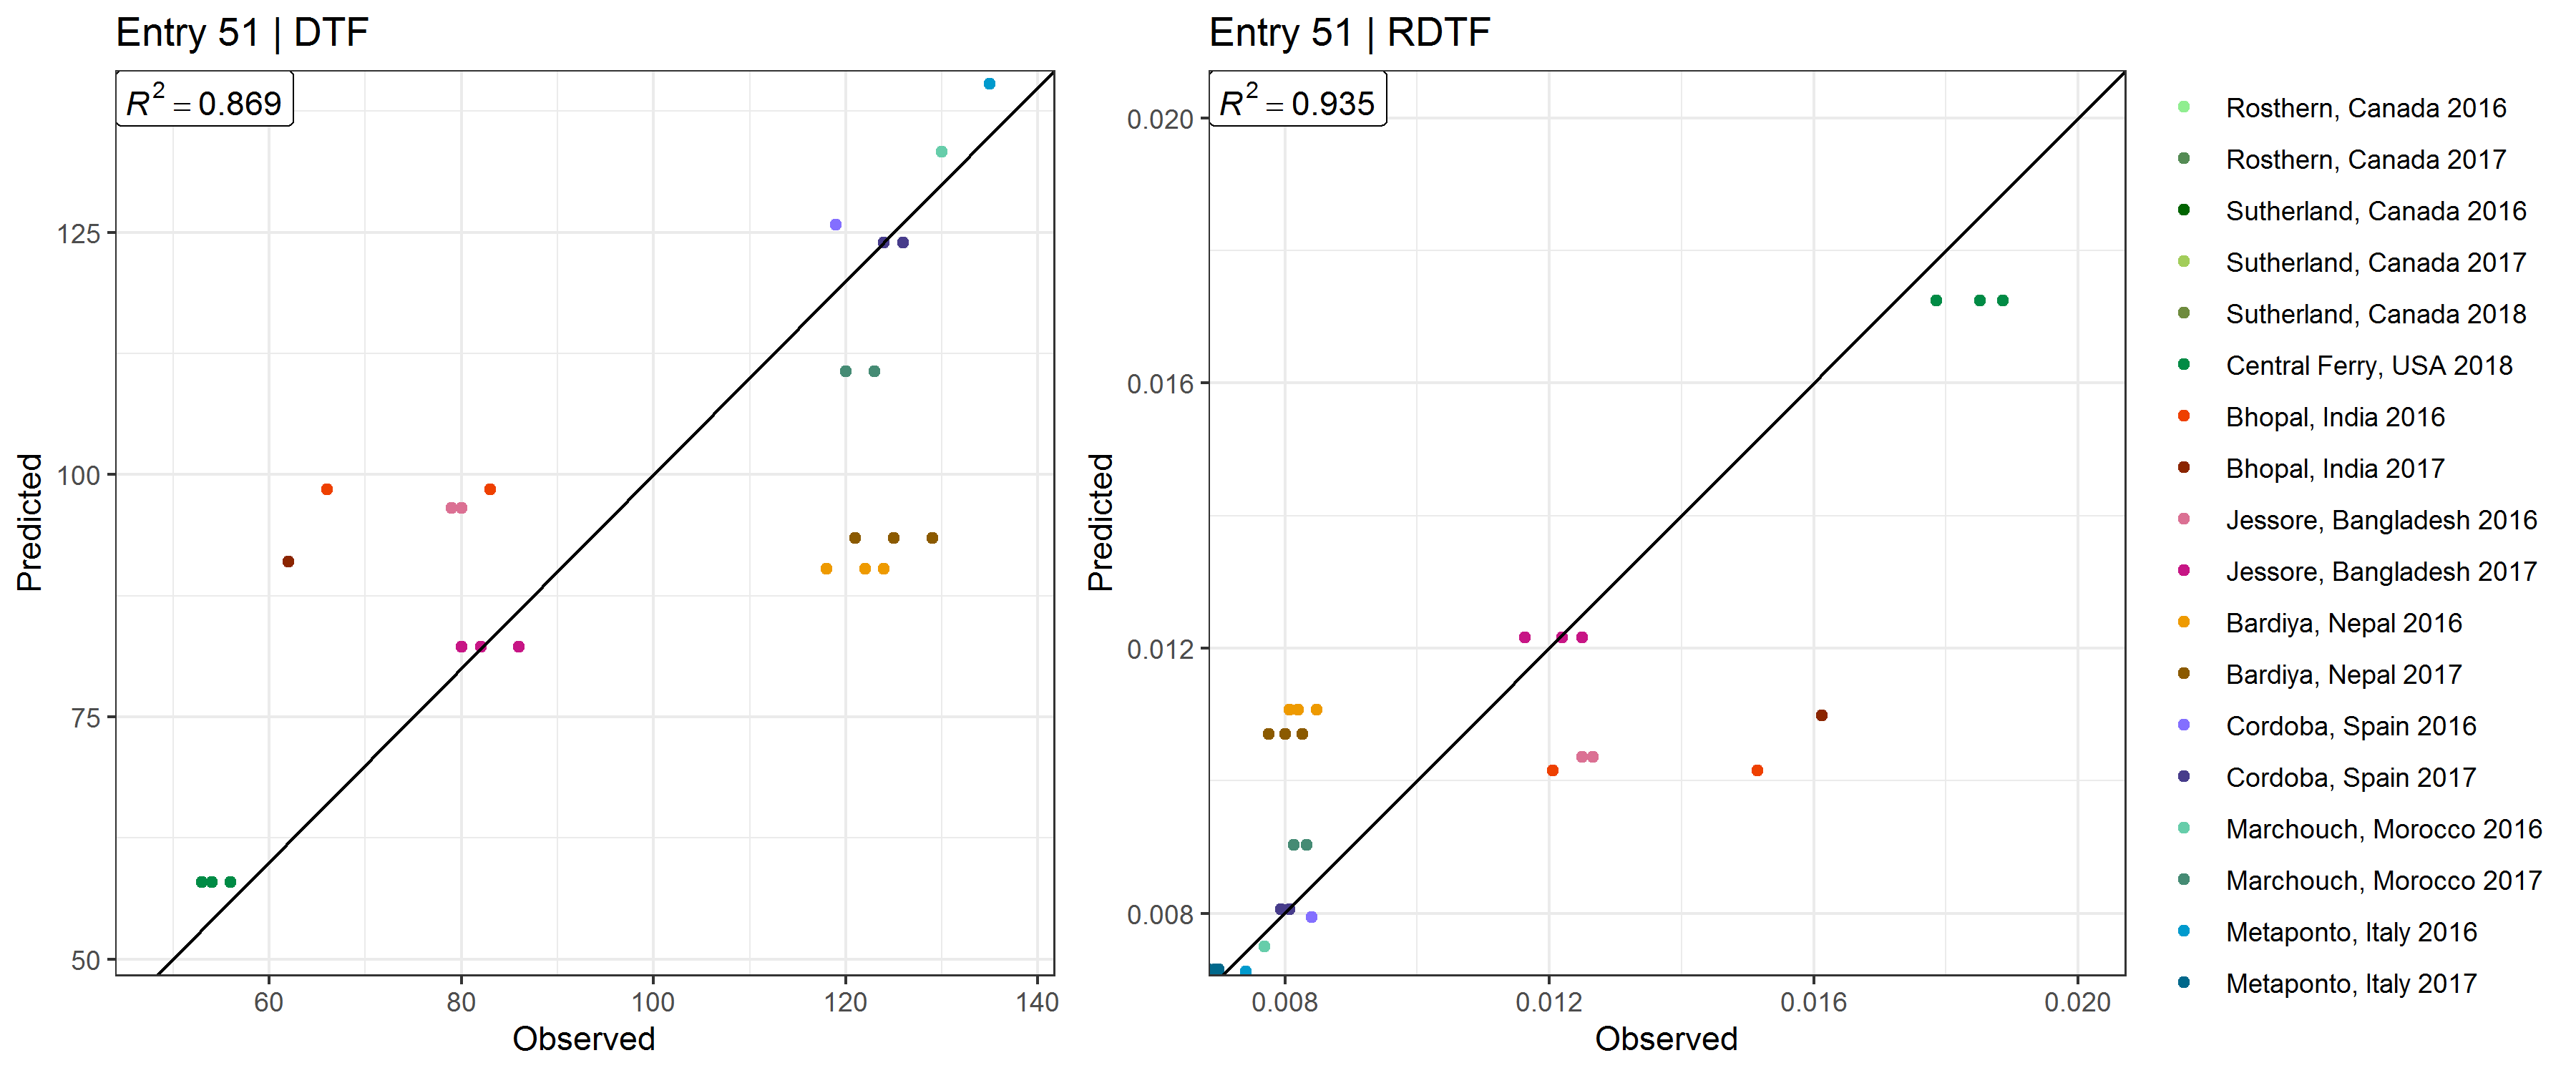 Entry 51 | DTF
R² = 0.869
125
100
75
50
Predicted
60
80
100
120
140
Observed
Entry 51 | RDTF
R² = 0.935
0.020
0.016
0.012
0.008
Predicted
0.008
0.012
0.016
0.020
Observed
Rosthern, Canada 2016
Rosthern, Canada 2017
Sutherland, Canada 2016
Sutherland, Canada 2017
Sutherland, Canada 2018
Central Ferry, USA 2018
Bhopal, India 2016
Bhopal, India 2017
Jessore, Bangladesh 2016
Jessore, Bangladesh 2017
Bardiya, Nepal 2016
Bardiya, Nepal 2017
Cordoba, Spain 2016
Cordoba, Spain 2017
Marchouch, Morocco 2016
Marchouch, Morocco 2017
Metaponto, Italy 2016
Metaponto, Italy 2017